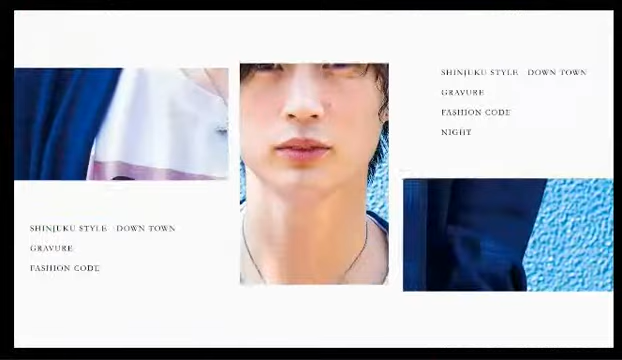 SHINJUKU STYLE DOWN TOWN
GRAVURE
FASHION CODE
NIGHT
SHINJUKU STYLE DOWN TOWN
GRAVURE
FASHION CODE